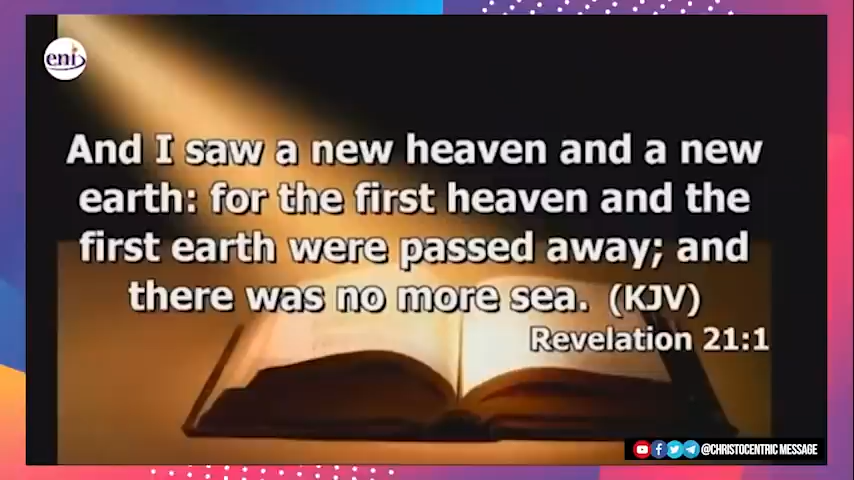 eni
And I saw a new heaven and a new
earth: for the first heaven and the
first earth were passed away; and
there was no more sea. (KJV)
Revelation 21:1
@CHRISTOCENTRIC MESSAGE